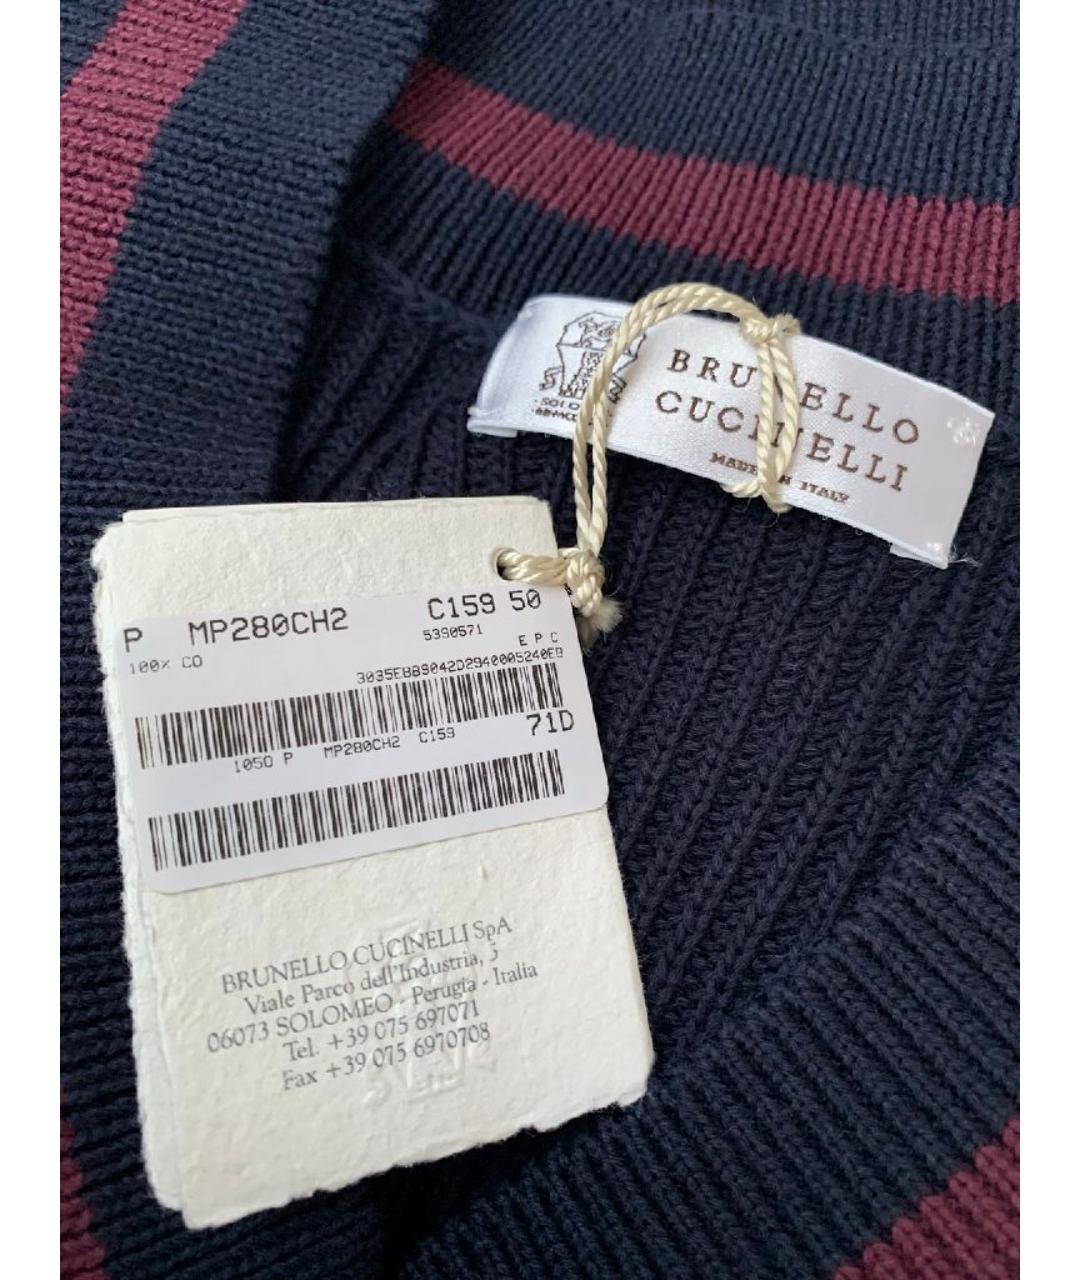 BRUNELLO
CUCINELLI
MADE IN ITALY
P MP280CH2 C159 50
5390571
100% CO
E P C
3035EBB9042D2940005240EB
71D
1050 P MP280CH2 C159
BRUNELLO CUCINELLI SpA
Viale Parco dell'Industria, 5
06073 SOLOMEO - Perugia - Italia
Tel. +39 075 697071
Fax +39 075 6970708